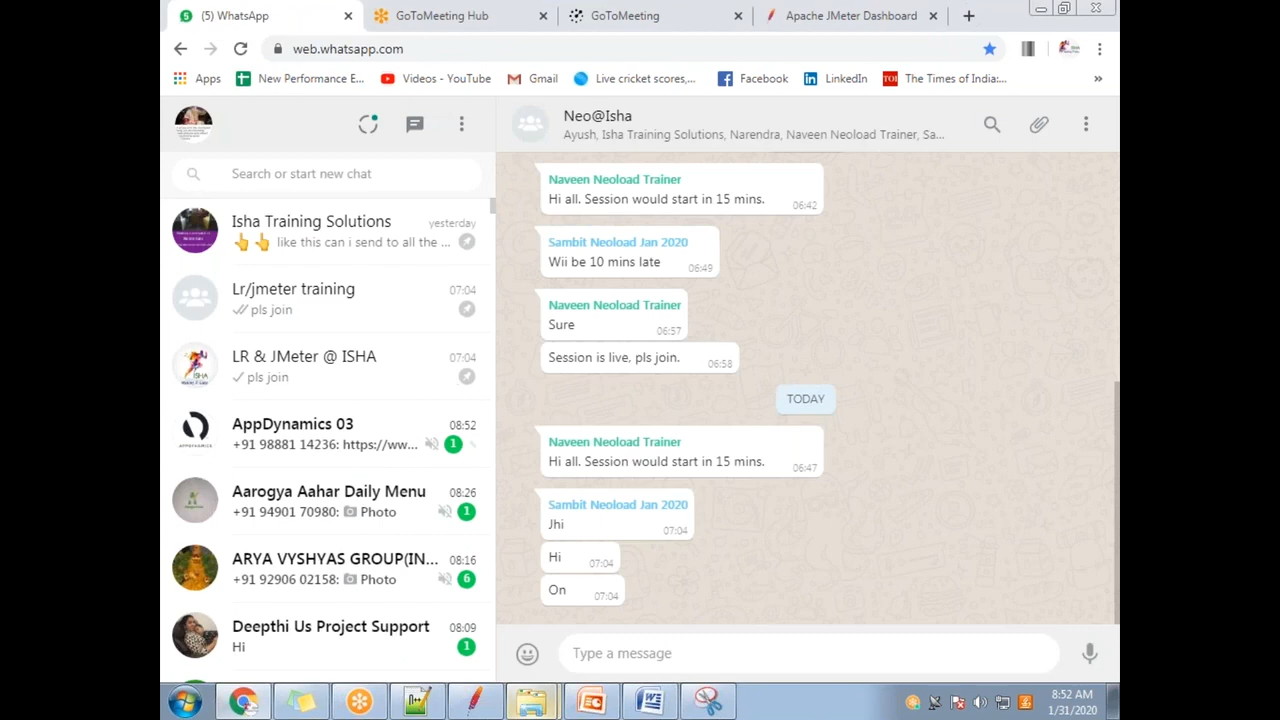 (5) WhatsApp
GoToMeeting Hub
GoToMeeting
Apache JMeter Dashboard
web.whatsapp.com
Apps
New Performance E...
Videos - YouTube
Gmail
Live cricket scores,...
Facebook
LinkedIn
The Times of India:...
Search or start new chat
Isha Training Solutions
yesterday
👆 👆 like this can i send to all the ...
Lr/jmeter training
07:04
pls join
LR & JMeter @ ISHA
07:04
pls join
AppDynamics 03
08:52
+91 98881 14236: https://ww...
1
Aarogya Aahar Daily Menu
08:26
+91 94901 70980: Photo
1
ARYA VYSHYAS GROUP(IN...
08:16
+91 92906 02158: Photo
6
Deepthi Us Project Support
08:09
Hi
1
Neo@Isha
Ayush, Isha Training Solutions, Narendra, Naveen Neoload Trainer, Sa...
Naveen Neoload Trainer
Hi all. Session would start in 15 mins.
06:42
Sambit Neoload Jan 2020
Wii be 10 mins late
06:49
Naveen Neoload Trainer
Sure
06:57
Session is live, pls join.
06:58
TODAY
Naveen Neoload Trainer
Hi all. Session would start in 15 mins.
06:47
Sambit Neoload Jan 2020
Jhi
07:04
Hi
07:04
On
07:04
Type a message
8:52 AM
1/31/2020